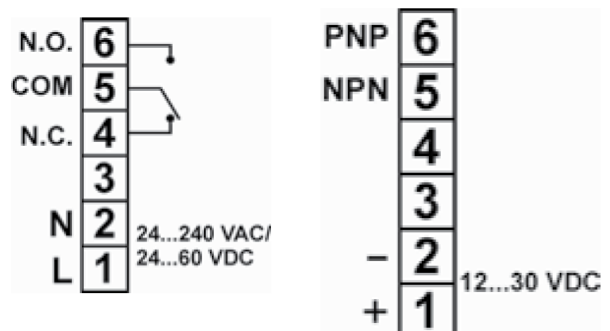 N.O. 6
COM 5
N.C. 4
3
N 2 24...240 VAC/
L 1 24...60 VDC
PNP 6
NPN 5
4
3
− 2
+ 1
12...30 VDC